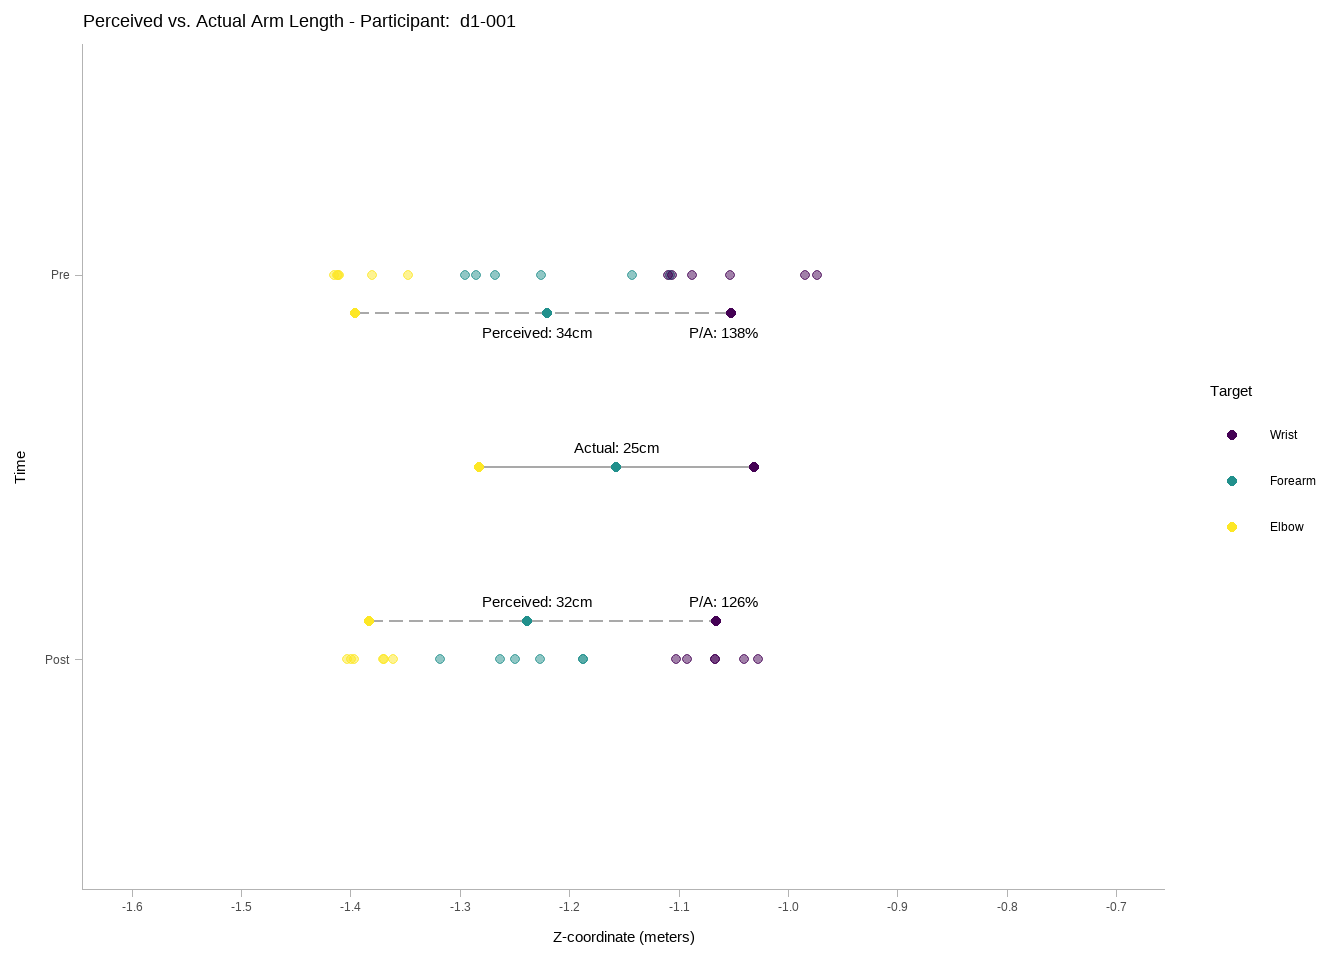 Perceived vs. Actual Arm Length - Participant:  d1-001
Pre
Perceived: 34cm
P/A: 138%
Actual: 25cm
Time
Perceived: 32cm
P/A: 126%
Post
-1.6
-1.5
-1.4
-1.3
-1.2
-1.1
-1.0
-0.9
-0.8
-0.7
Z-coordinate (meters)
Target
Wrist
Forearm
Elbow